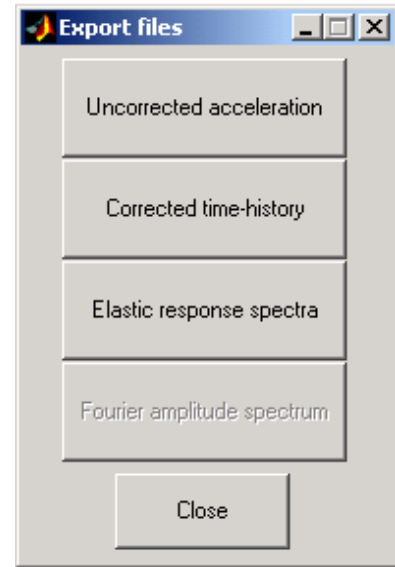 Export files
Uncorrected acceleration
Corrected time-history
Elastic response spectra
Fourier amplitude spectrum
Close